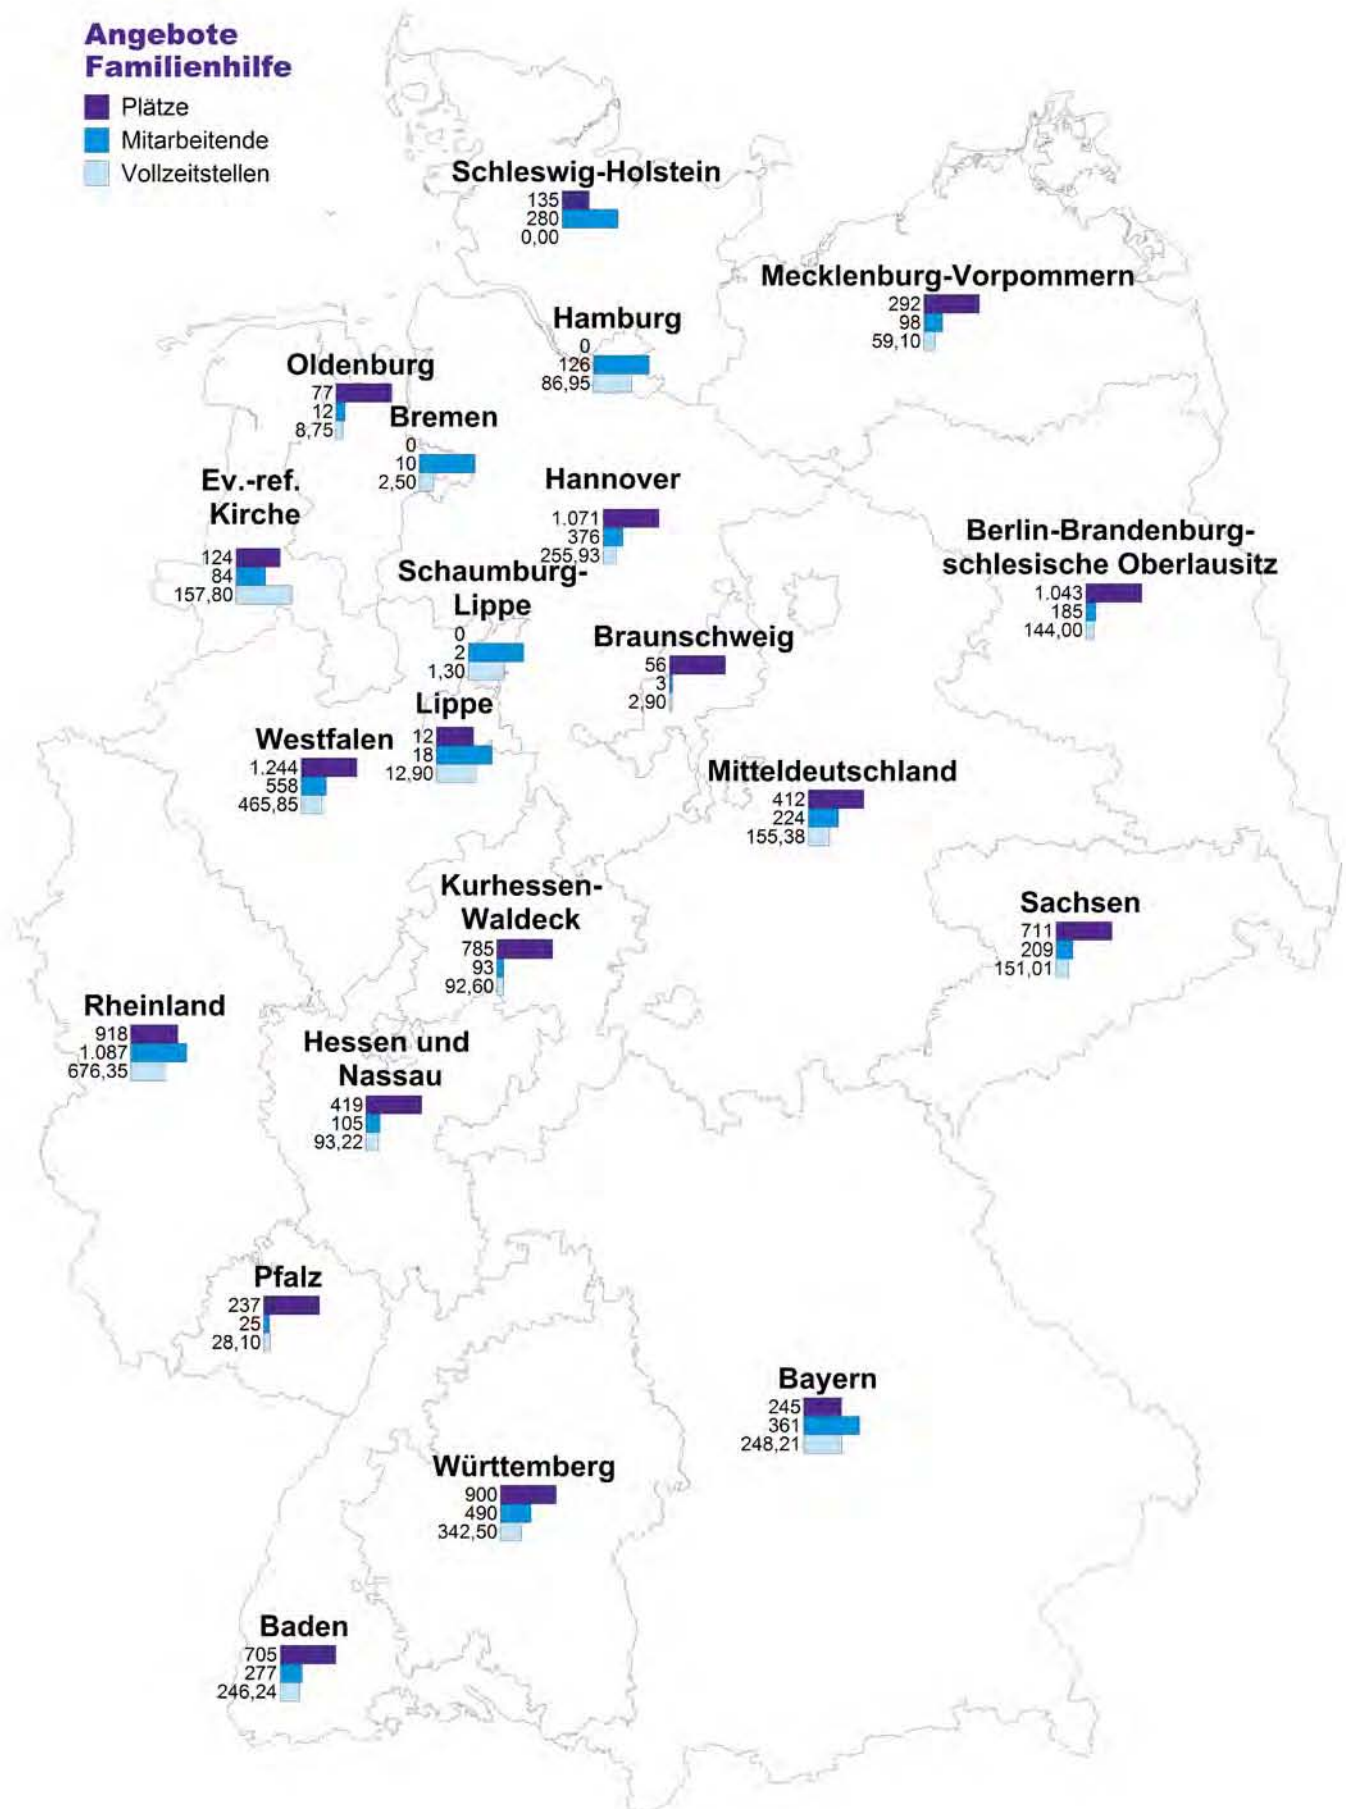 Angebote
Familienhilfe
Plätze
Mitarbeitende
Vollzeitstellen
Schleswig-Holstein
135
280
0,00
Mecklenburg-Vorpommern
292
98
59,10
Hamburg
0
126
86,95
Oldenburg
77
12
8,75
Bremen
0
10
2,50
Ev.-ref.
Kirche
124
84
157,80
Hannover
1.071
376
255,93
Berlin-Brandenburg-
schlesische Oberlausitz
1.043
185
144,00
Schaumburg-
Lippe
0
2
1,30
Braunschweig
56
3
2,90
Lippe
12
18
12,90
Westfalen
1.244
558
465,85
Mitteldeutschland
412
224
155,38
Kurhessen-
Waldeck
785
93
92,60
Sachsen
711
209
151,01
Rheinland
918
1.087
676,35
Hessen und
Nassau
419
105
93,22
Pfalz
237
25
28,10
Bayern
245
361
248,21
Württemberg
900
490
342,50
Baden
705
277
246,24